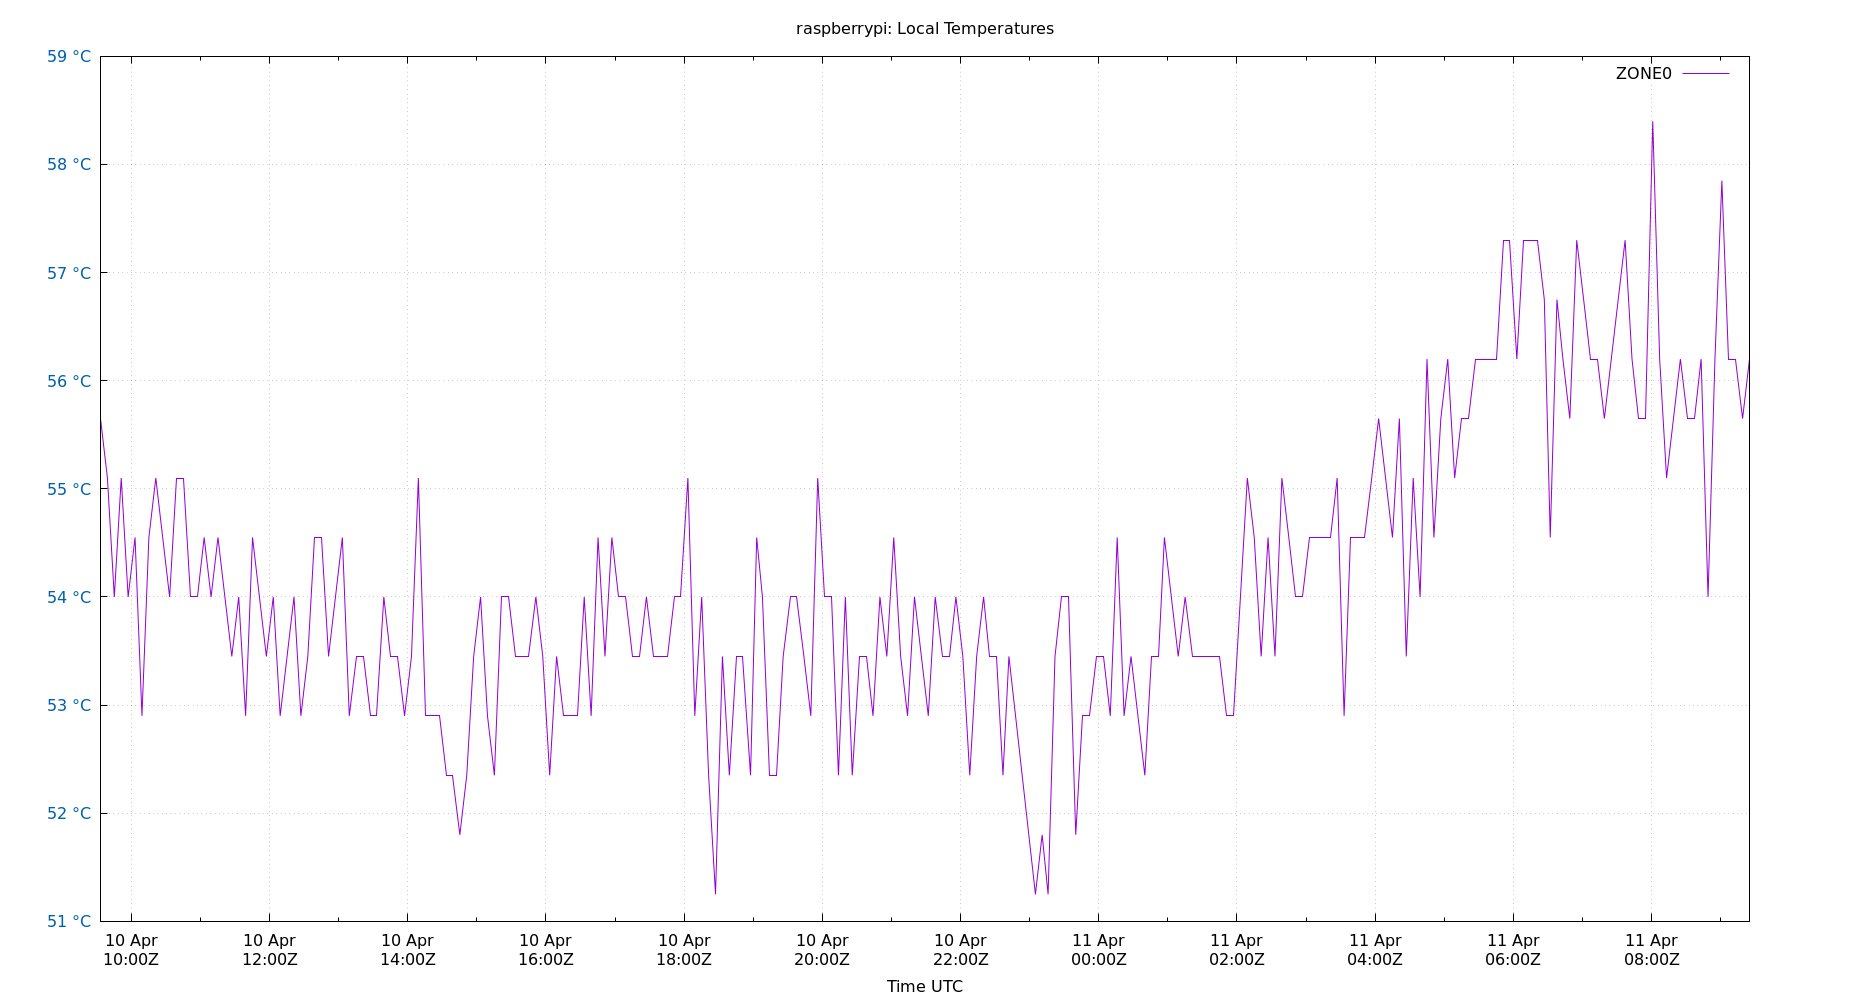 raspberrypi: Local Temperatures
59 °C
ZONE0
58 °C
57 °C
56 °C
55 °C
54 °C
53 °C
52 °C
51 °C
10 Apr 10 Apr 10 Apr 10 Apr 10 Apr 10 Apr 10 Apr 11 Apr 11 Apr 11 Apr 11 Apr 11 Apr
10:00Z 12:00Z 14:00Z 16:00Z 18:00Z 20:00Z 22:00Z 00:00Z 02:00Z 04:00Z 06:00Z 08:00Z
Time UTC